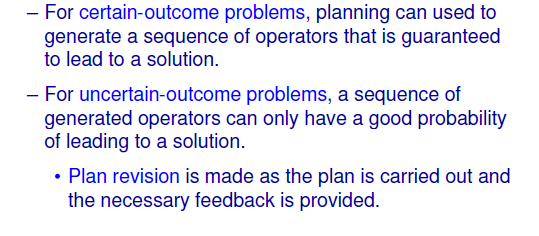 – For certain-outcome problems, planning can used to
generate a sequence of operators that is guaranteed
to lead to a solution.
– For uncertain-outcome problems, a sequence of
generated operators can only have a good probability
of leading to a solution.
• Plan revision is made as the plan is carried out and
the necessary feedback is provided.